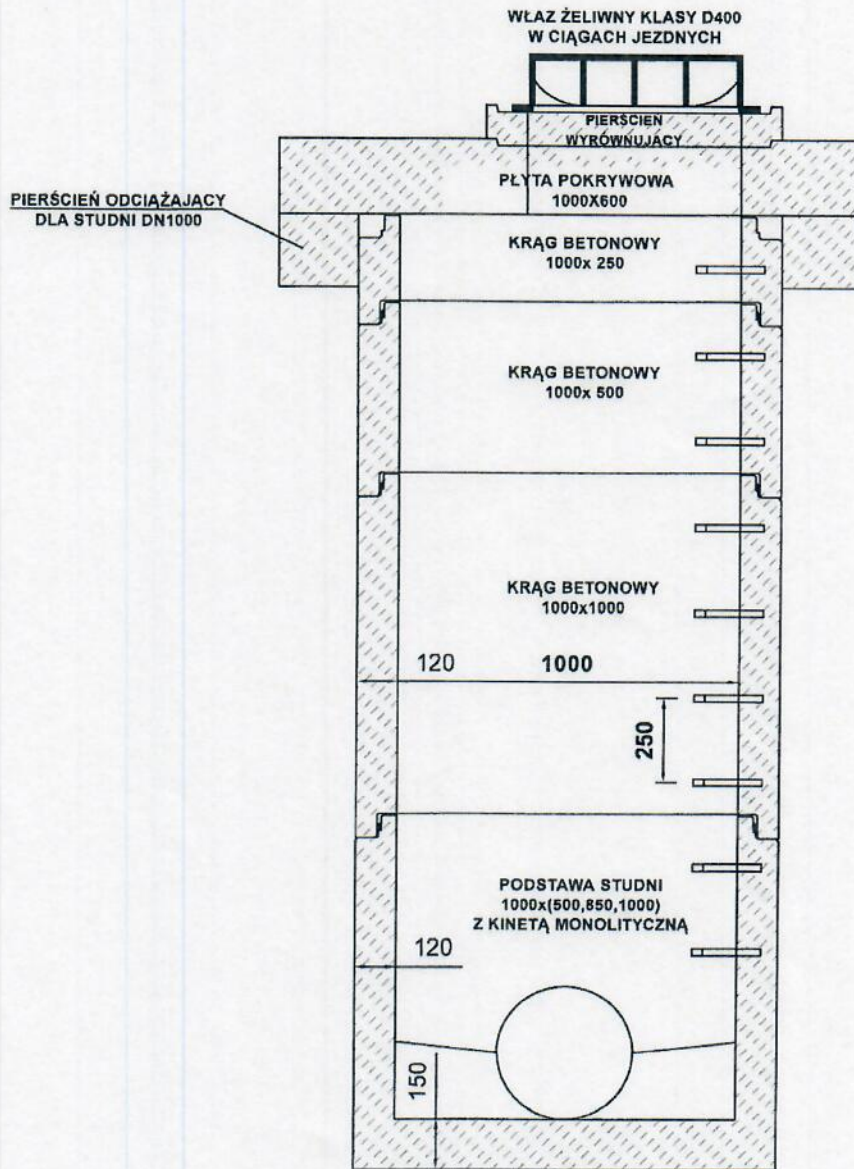 WŁAZ ŻELIWNY KLASY D400
W CIĄGACH JEZDNYCH
PIERŚCIEŃ
WYRÓWNUJĄCY
PŁYTA POKRYWOWA
1000X600
PIERŚCIEŃ ODCIĄŻAJĄCY
DLA STUDNI DN1000
KRĄG BETONOWY
1000x 250
KRĄG BETONOWY
1000x 500
KRĄG BETONOWY
1000x1000
120
1000
250
PODSTAWA STUDNI
1000x(500,850,1000)
Z KINETĄ MONOLITYCZNĄ
120
150